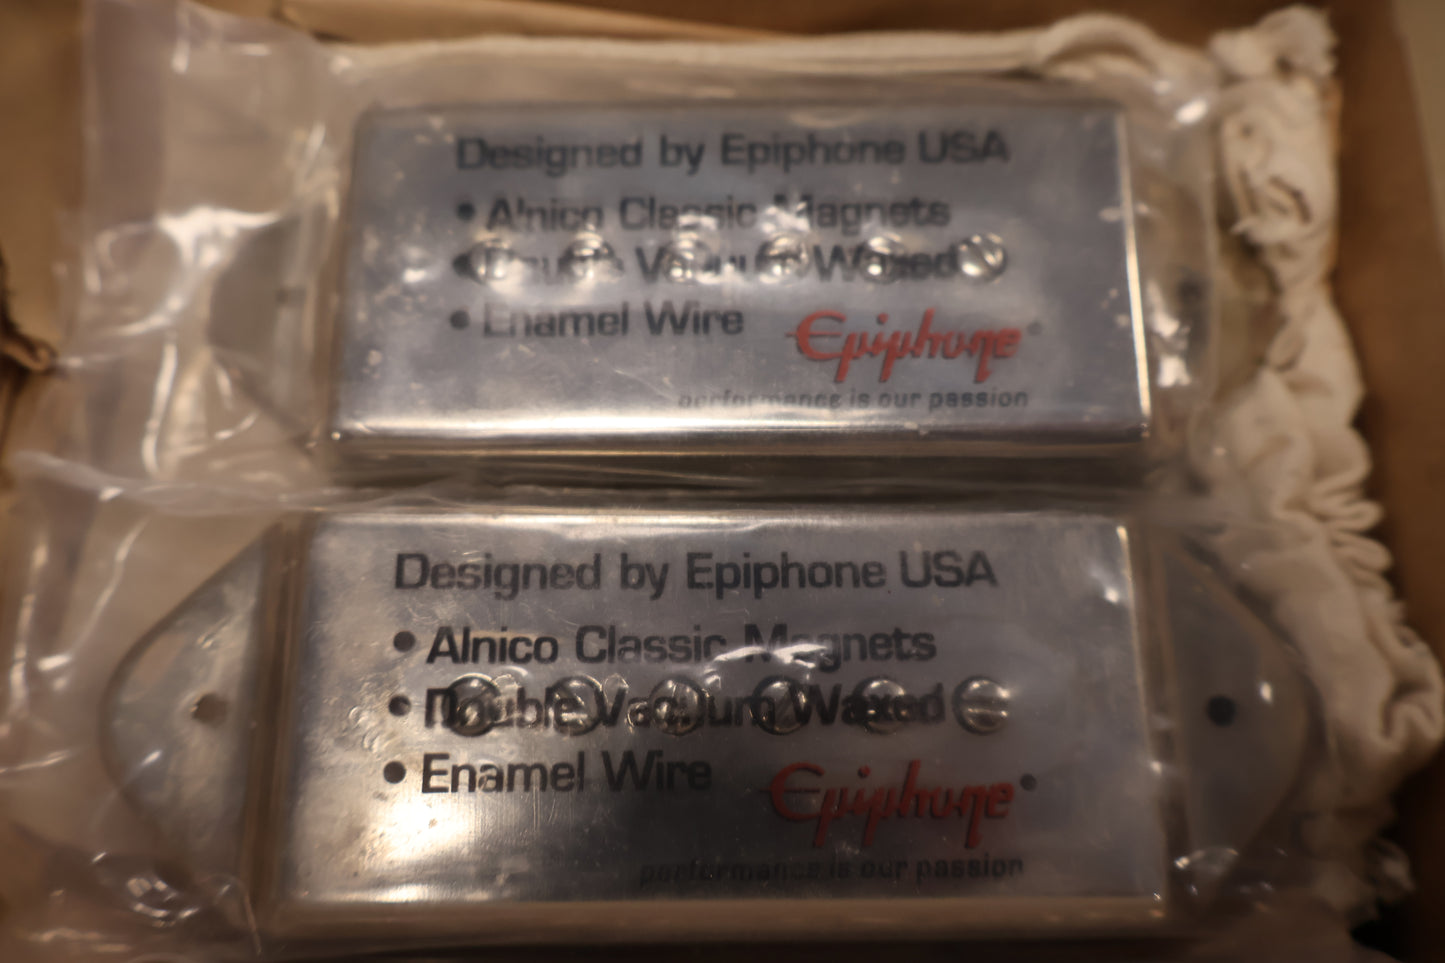 Designed by Epiphone USA
• Alnico Classic Magnets
• Double Vacuum Waxed
• Enamel Wire
Epiphone®
performance is our passion
Designed by Epiphone USA
• Alnico Classic Magnets
• Double Vacuum Waxed
• Enamel Wire
Epiphone®
performance is our passion